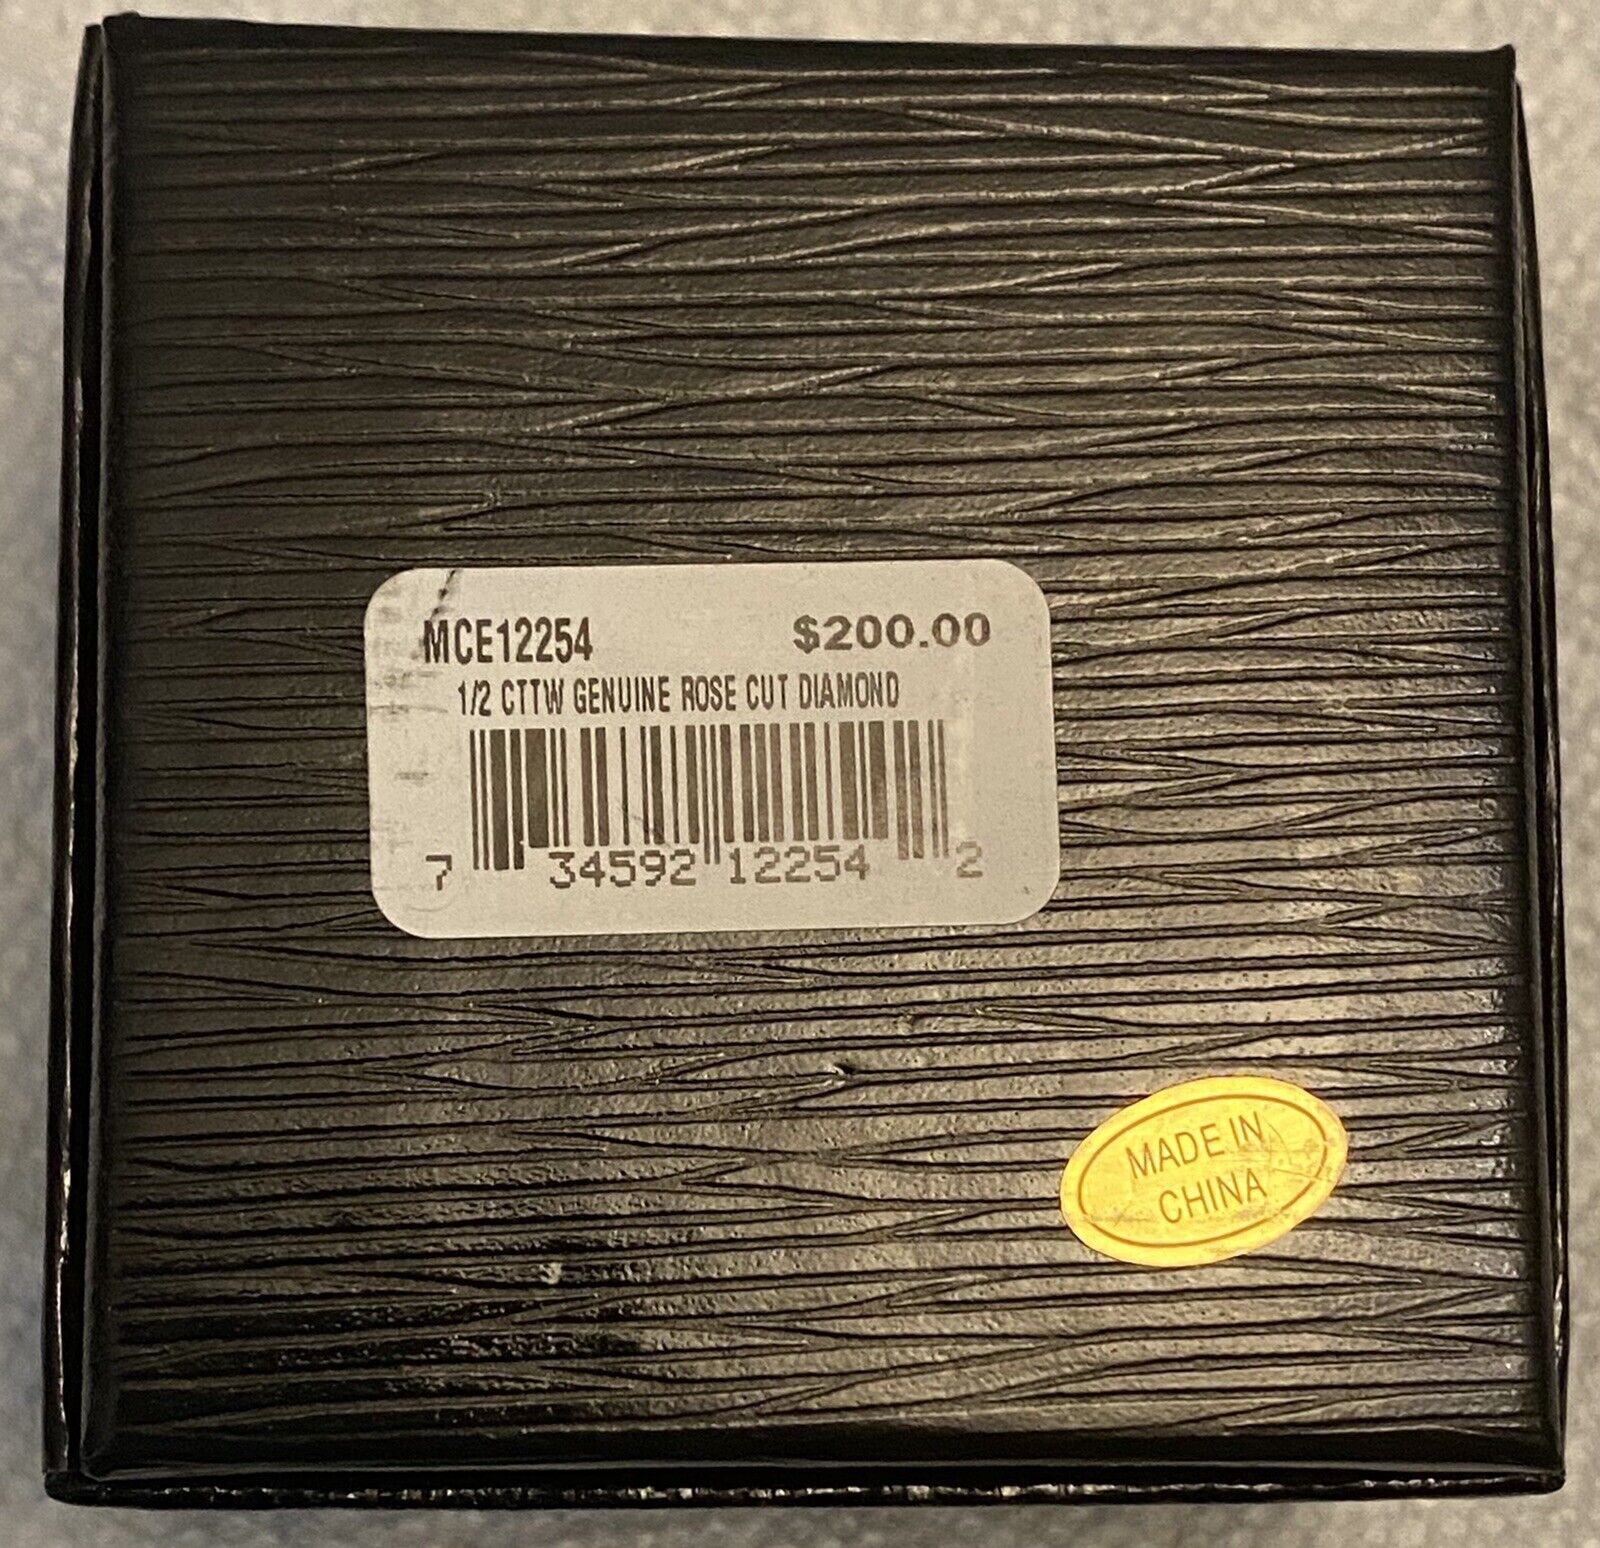 MCE12254 $200.00
1/2 CTTW GENUINE ROSE CUT DIAMOND
7 34592 12254 2
MADE IN
CHINA